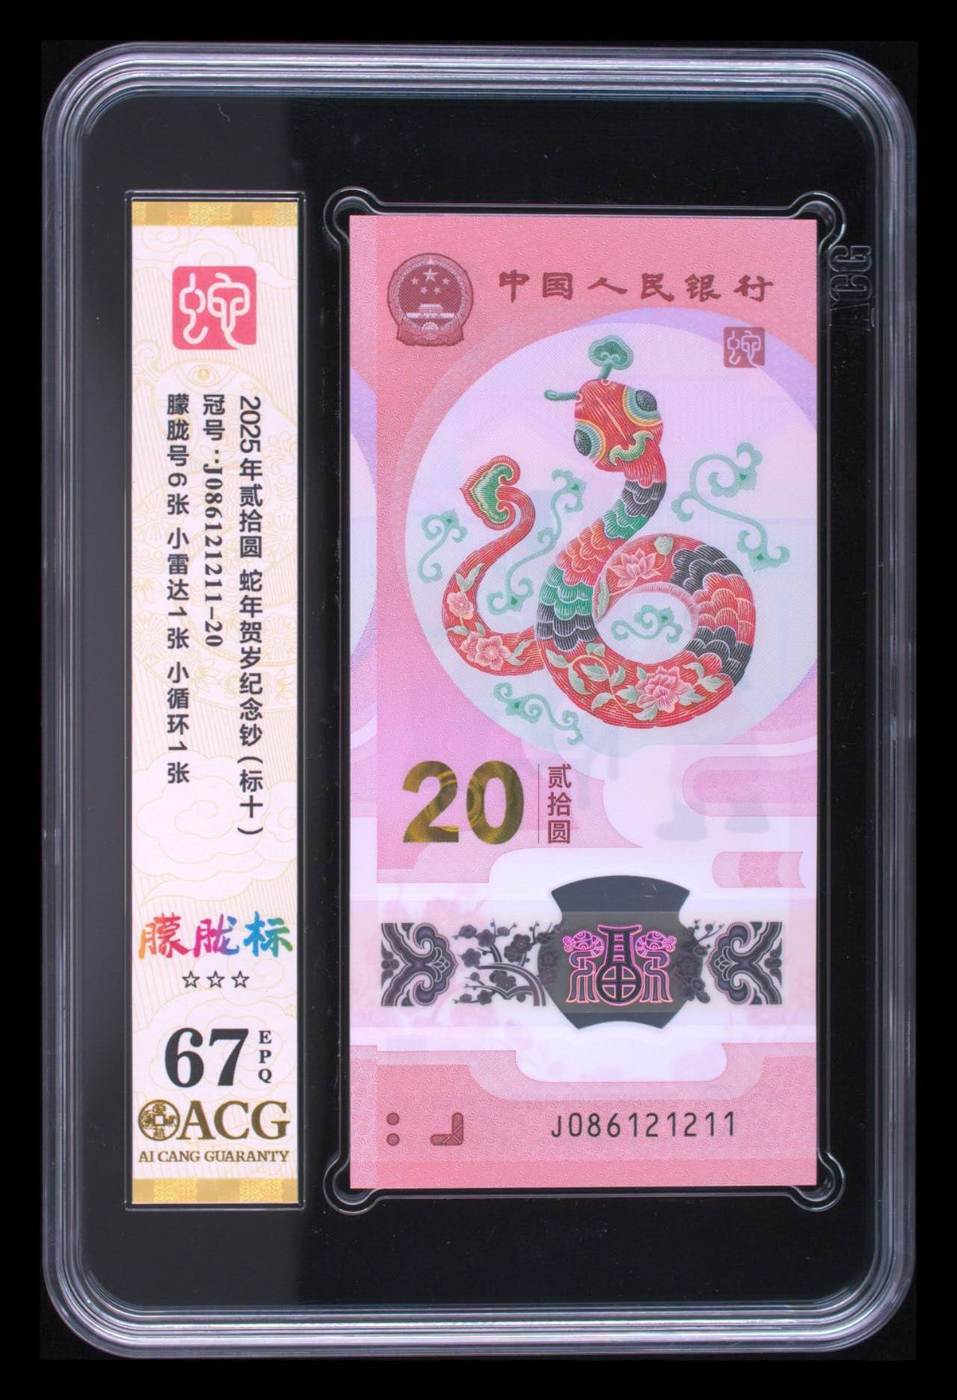 蛇
2025年贰拾圆 蛇年贺岁纪念钞(标十)
冠号:J086121211-20
朦胧号6张 小雷达1张 小循环1张
朦胧标
☆☆☆
67
EPQ
ACG
AI CANG GUARANTY
中国人民银行
蛇
20
贰拾圆
福
J086121211
ACG